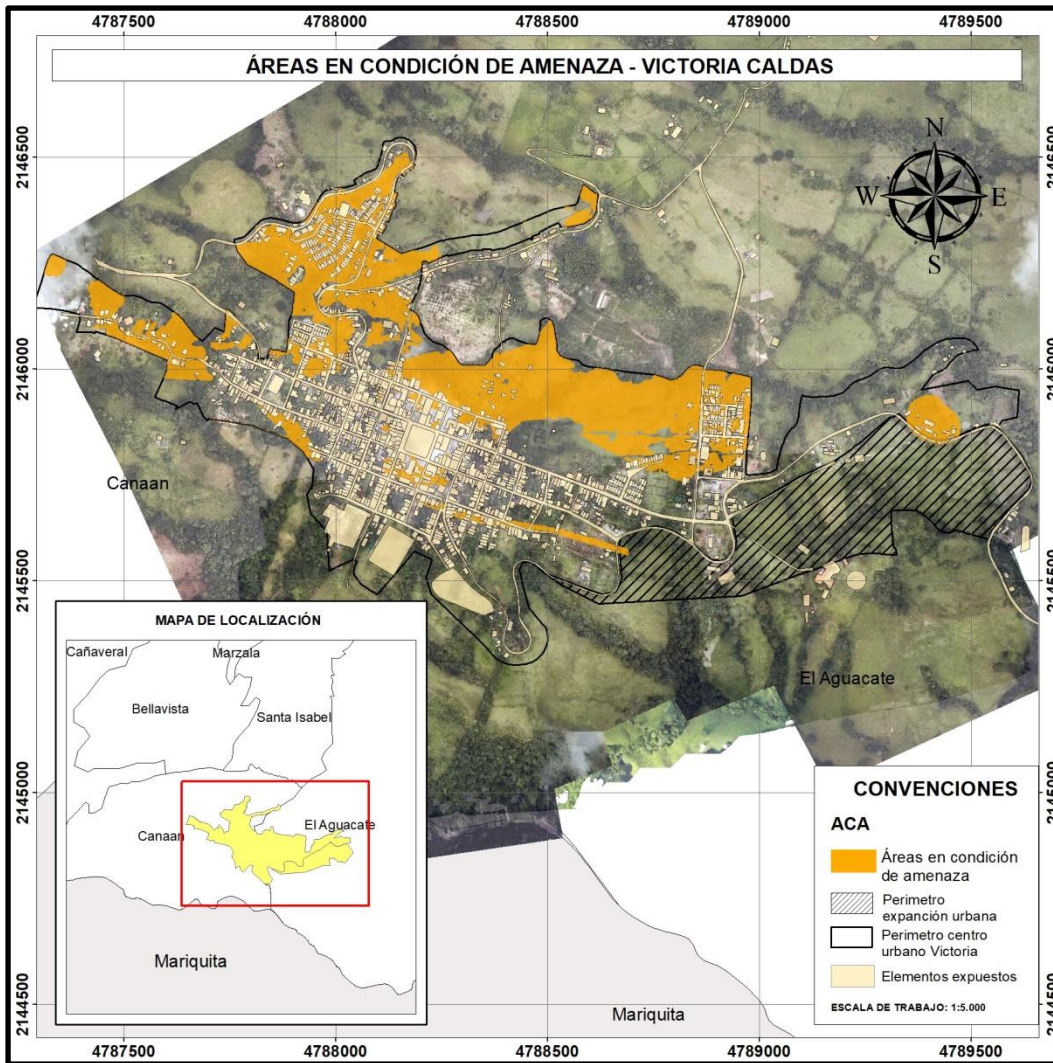 4787500 4788000 4788500 4789000 4789500
ÁREAS EN CONDICIÓN DE AMENAZA - VICTORIA CALDAS
2146500 2146500
N
W E
S
2146000 2146000
Canaan
2145500 2145500
El Aguacate
MAPA DE LOCALIZACIÓN
Cañaveral
Marzala
Bellavista
Santa Isabel
Canaan
El Aguacate
Mariquita
2145000 2145000
CONVENCIONES
ACA
Áreas en condición
de amenaza
Perimetro
expanción urbana
Perimetro centro
urbano Victoria
Elementos expuestos
ESCALA DE TRABAJO: 1:5.000
Mariquita
2144500 2144500
4787500 4788000 4788500 4789000 4789500